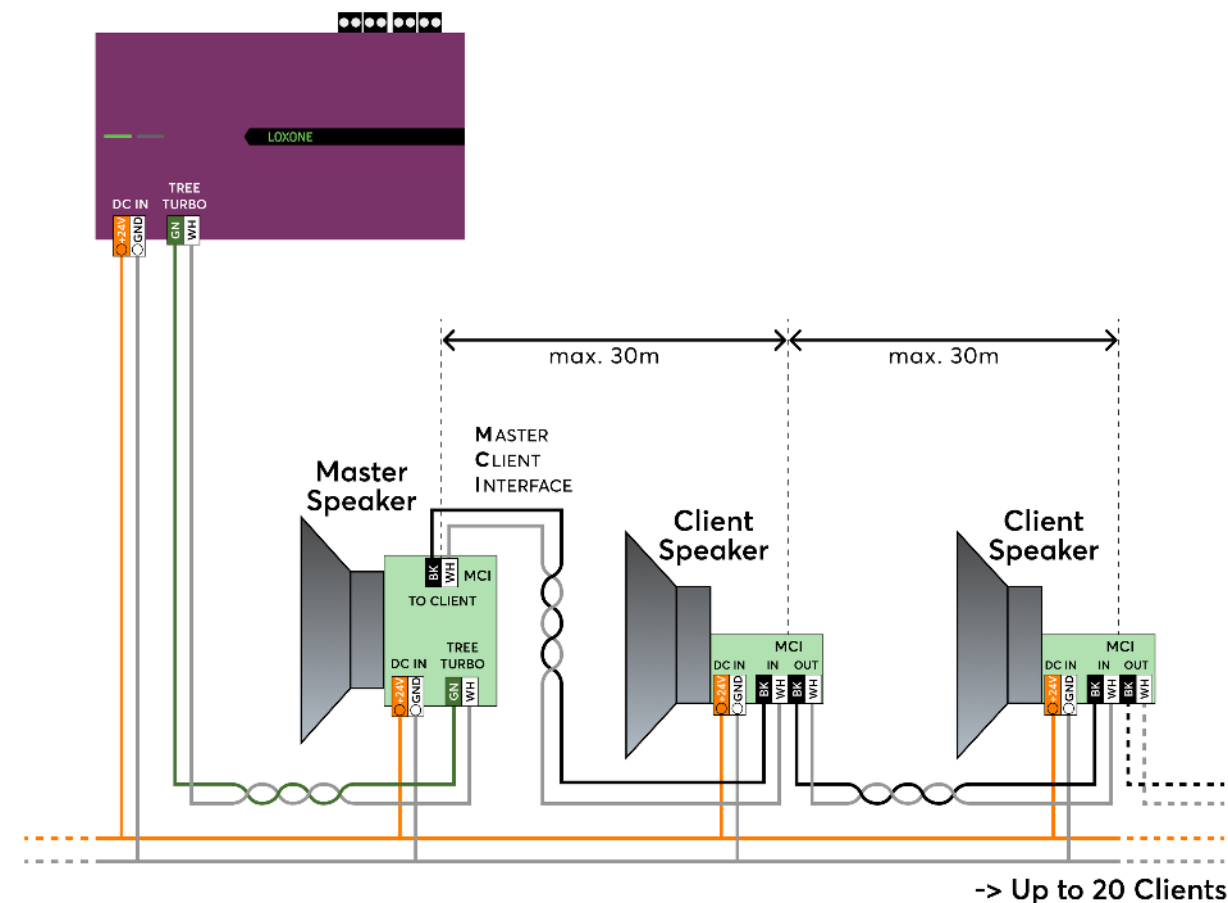 LOXONE
TREE
DC IN TURBO
+24V GND GN WH
max. 30m max. 30m
MASTER
CLIENT
INTERFACE
Master
Speaker
BK WH MCI
TO CLIENT
TREE
DC IN TURBO
+24V GND GN WH
Client
Speaker
MCI
DC IN IN OUT
+24V GND BK WH BK WH
Client
Speaker
MCI
DC IN IN OUT
+24V GND BK WH BK WH
-> Up to 20 Clients